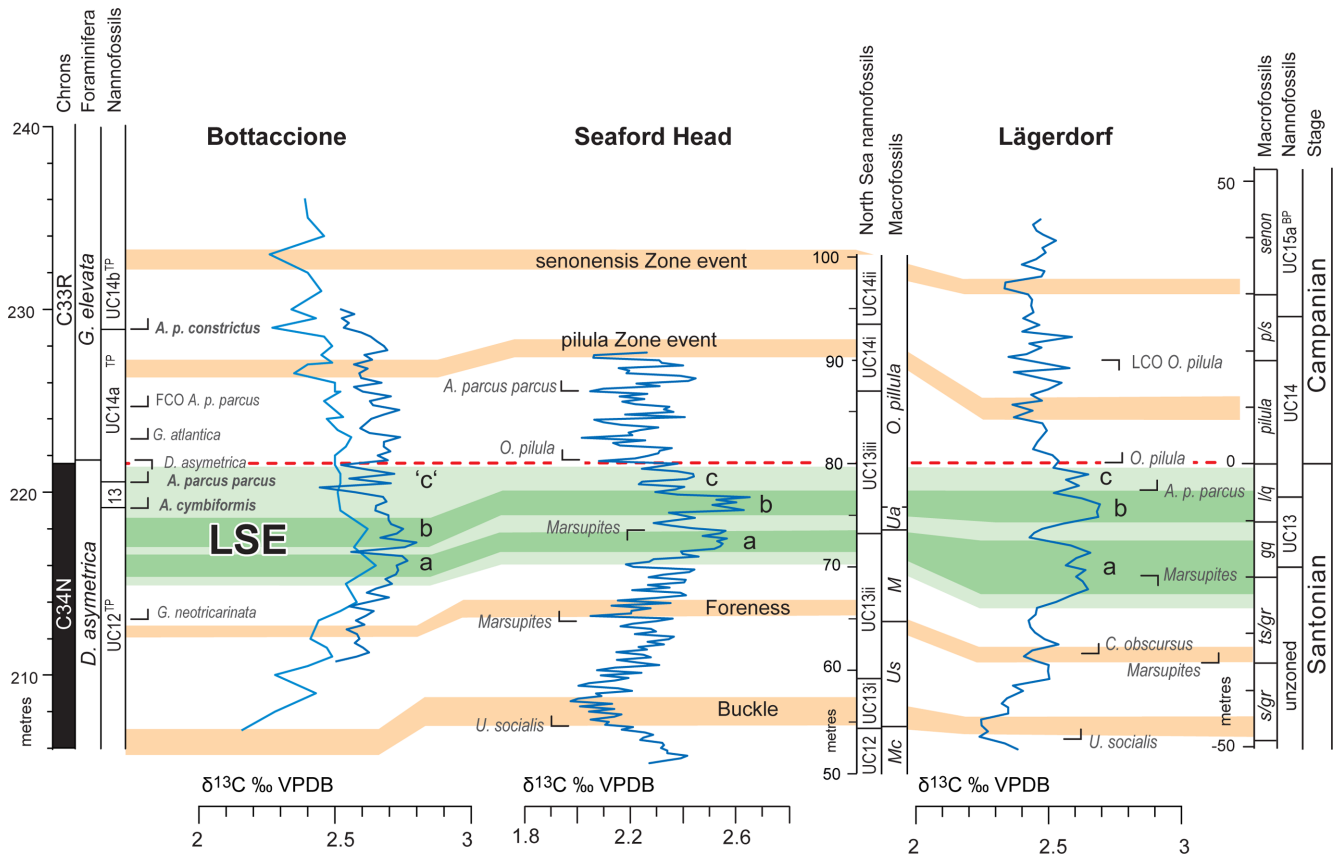 Chrons
Foraminifera
Nannofossils
Bottaccione
Seaford Head
North Sea nannofossils
Macrofossils
Lägerdorf
Macrofossils
Nannofossils
Stage
240
230
220
210
metres
C33R
C34N
G. elevata
D. asymetrica
UC14b TP
UC14a TP
13
UC12 TP
A. p. constrictus
FCO A. p. parcus
G. atlantica
D. asymetrica
A. parcus parcus
A. cymbiformis
G. neotricarinata
LSE
'c'
b
a
senonensis Zone event
pilula Zone event
A. parcus parcus
O. pilula
c
b
Marsupites
a
Foreness
Marsupites
Buckle
U. socialis
100
90
80
70
60
50
metres
UC14ii
UC14i
UC13iii
UC13ii
UC13i
UC12
O. pillula
Ua
M
Us
Mc
LCO O. pilula
O. pilula
c
A. p. parcus
b
a
Marsupites
C. obscursus
Marsupites
U. socialis
50
0
-50
metres
senon
p/s
pilula
l/q
gq
ts/gr
s/gr
UC15a BP
UC14
UC13
unzoned
Campanian
Santonian
δ13C ‰ VPDB
2
2.5
3
δ13C ‰ VPDB
1.8
2.2
2.6
δ13C ‰ VPDB
2
2.5
3